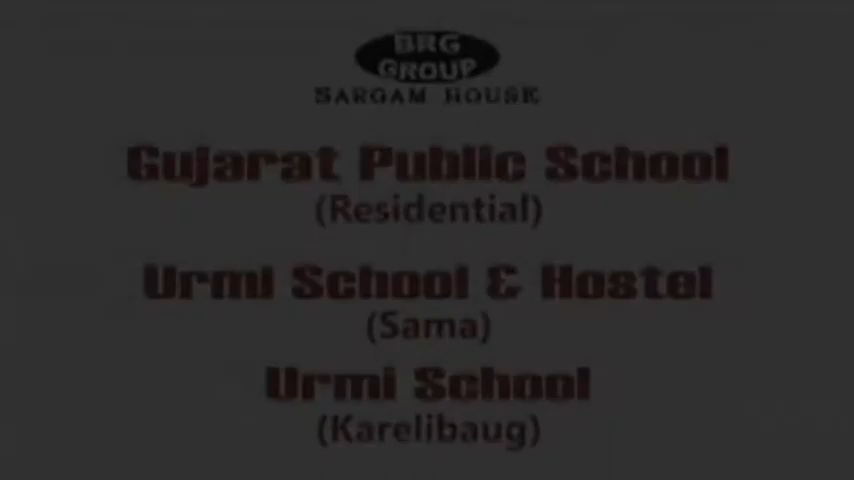 BRG
GROUP
SARGAM HOUSE
Gujarat Public School
(Residential)
Urmi School & Hostel
(Sama)
Urmi School
(Karelibaug)